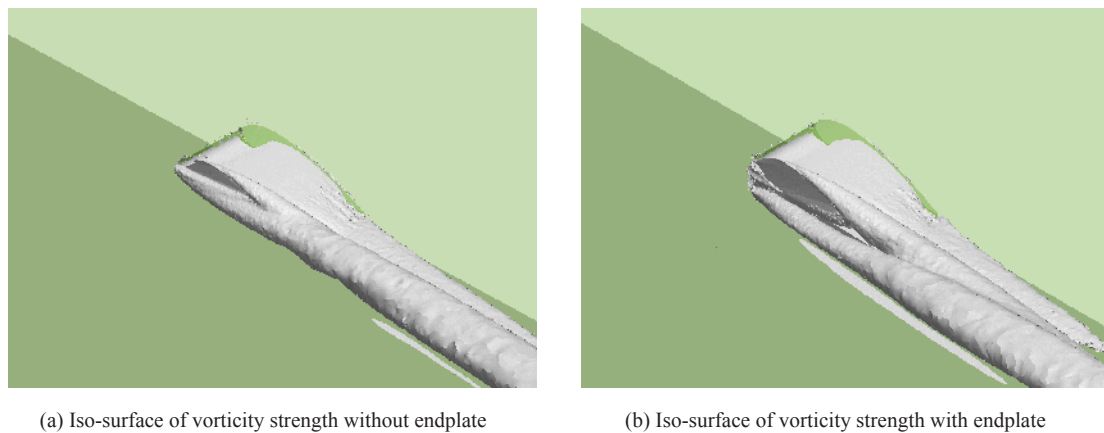 (a) Iso-surface of vorticity strength without endplate
(b) Iso-surface of vorticity strength with endplate